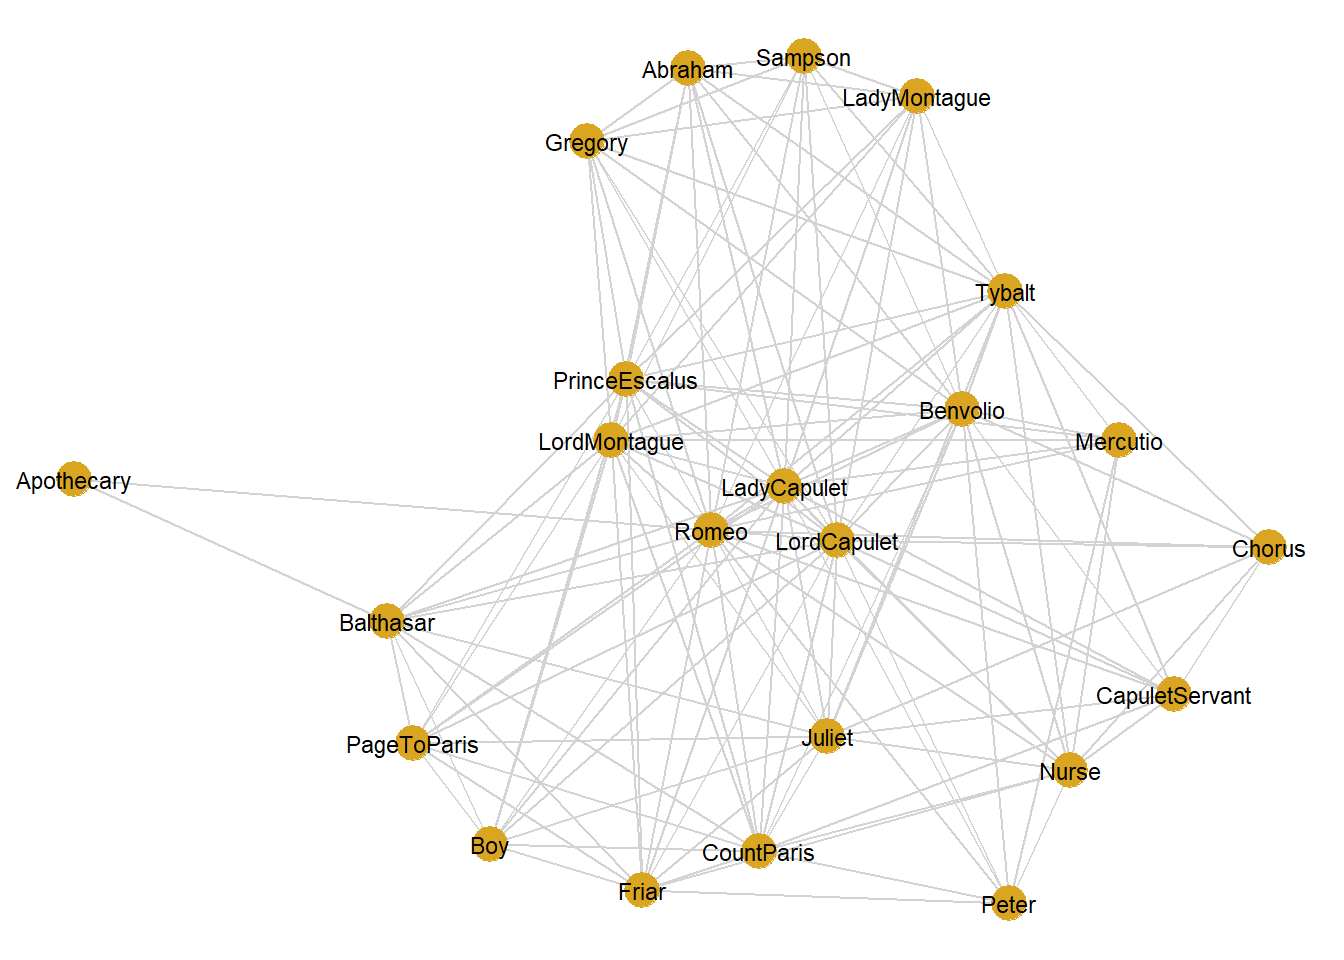 Sampson
Abraham
LadyMontague
Gregory
Tybalt
PrinceEscalus
Benvolio
LordMontague
Mercutio
Apothecary
LadyCapulet
Romeo
LordCapulet
Chorus
Balthasar
CapuletServant
Juliet
PageToParis
Nurse
Boy
CountParis
Friar
Peter